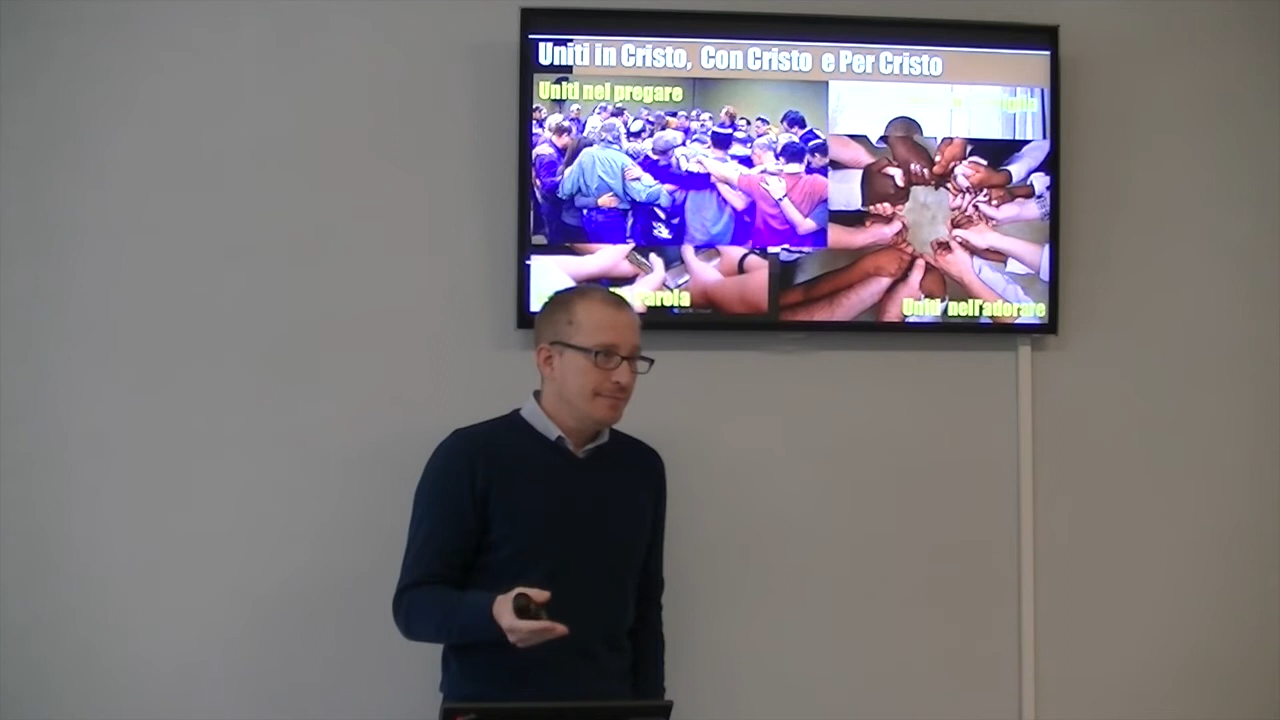 Uniti in Cristo, Con Cristo e Per Cristo
Uniti nel pregare
Uniti nell'adorare